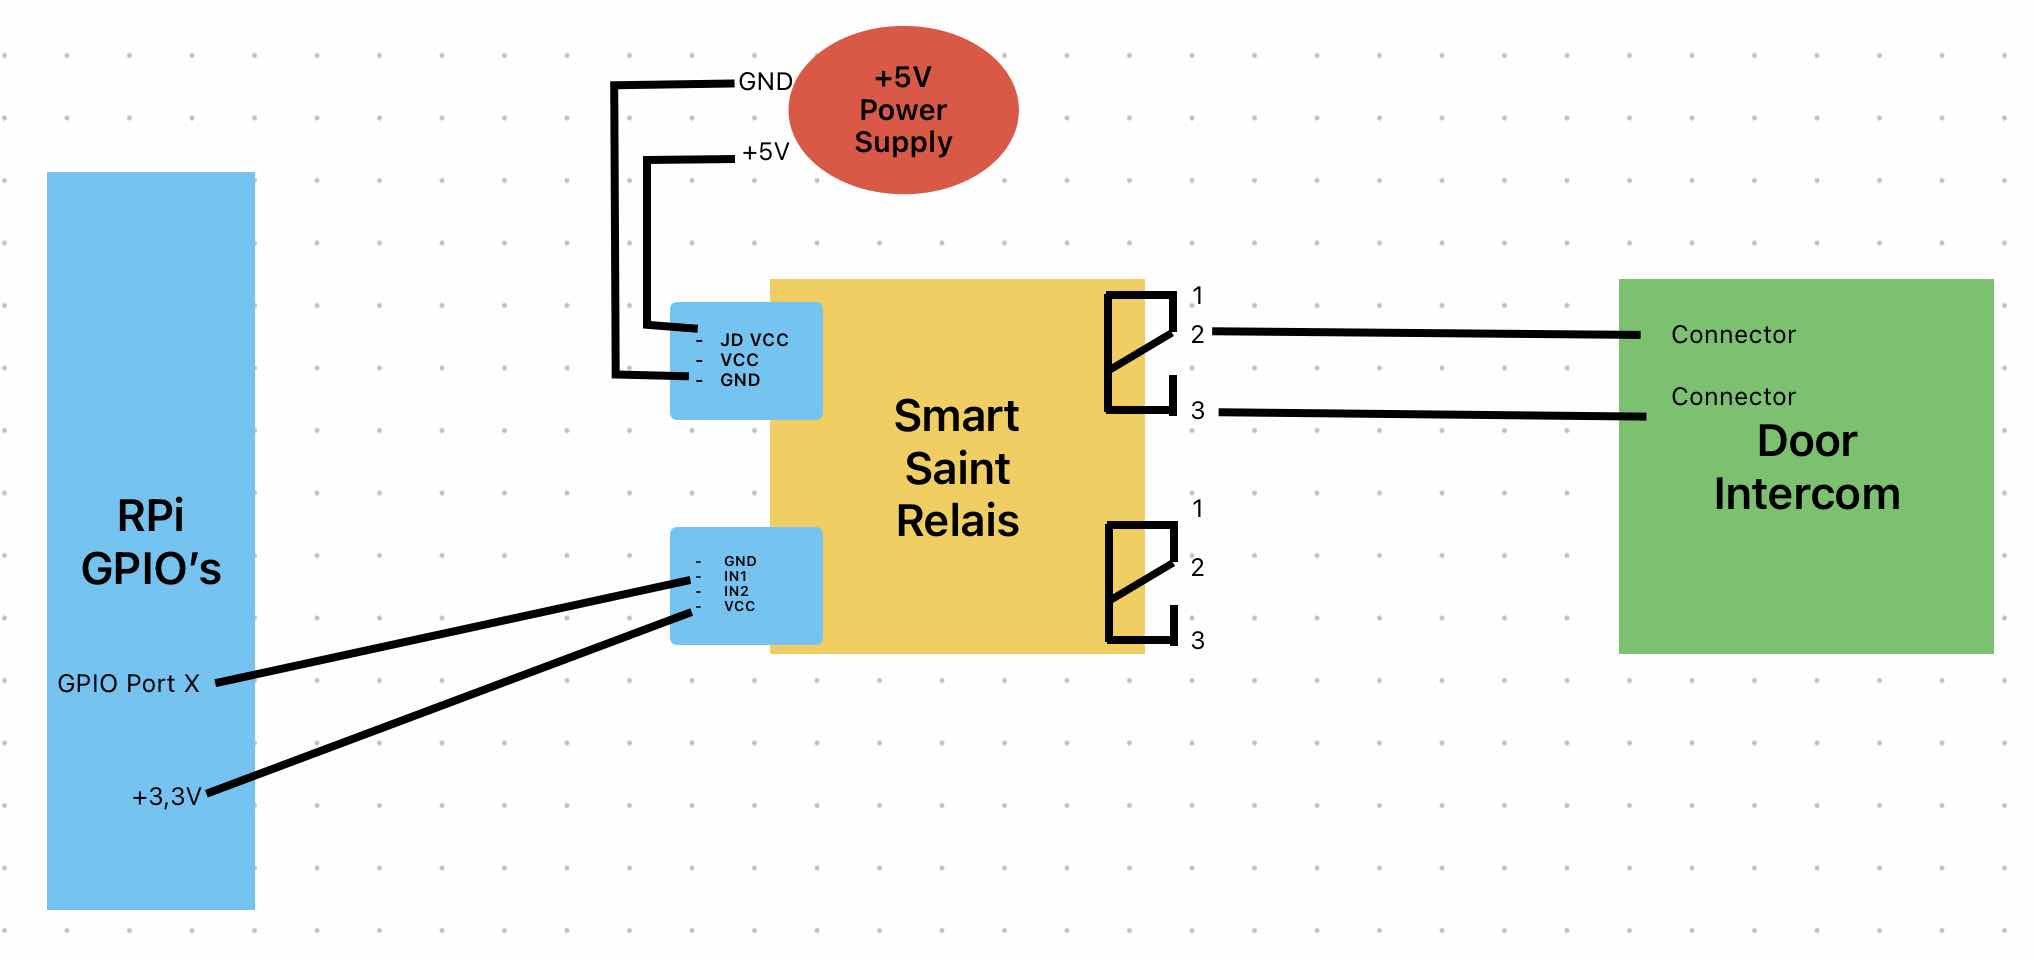 GND
+5V
Power
Supply
+5V
JD VCC
- VCC
- GND
-
1
2
3
Connector
Connector
Door
Intercom
Smart
Saint
Relais
RPi
GPIO’s
- GND
- IN1
- IN2
- VCC
1
2
3
GPIO Port X
+3,3V